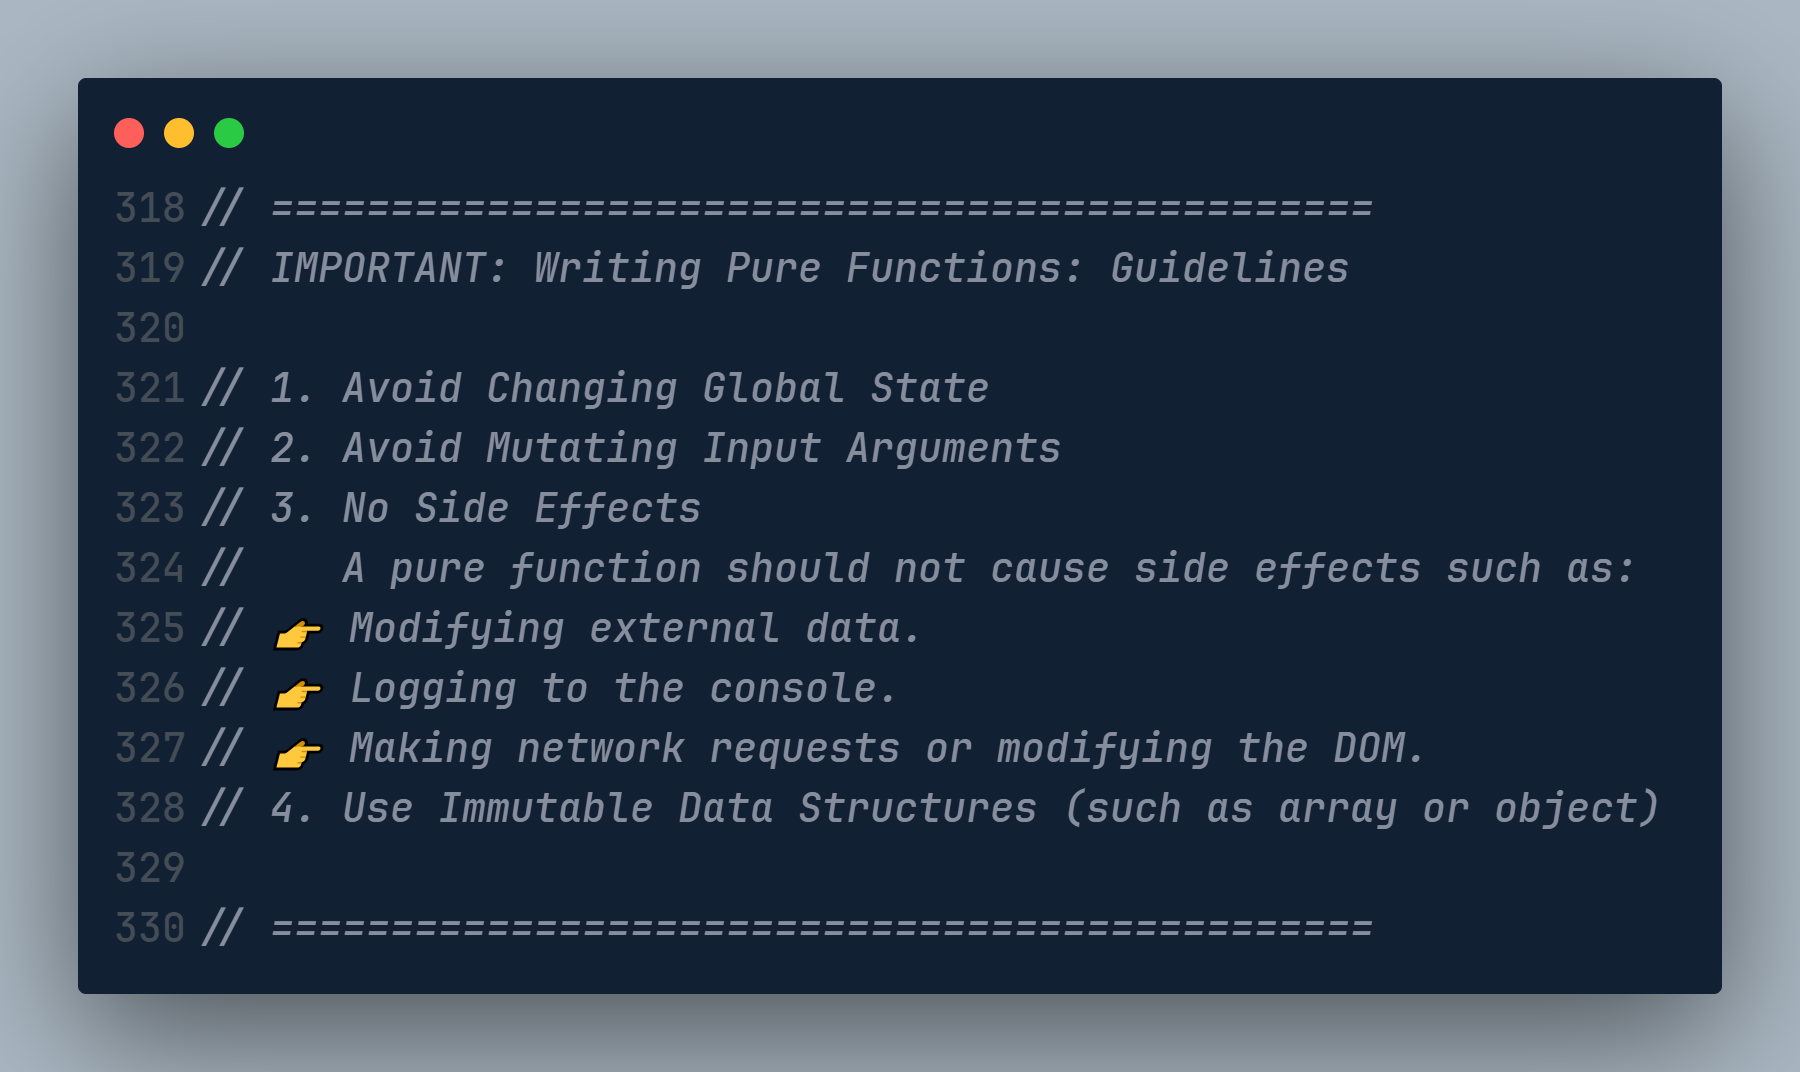 318 // ==============================================
319 // IMPORTANT: Writing Pure Functions: Guidelines
320
321 // 1. Avoid Changing Global State
322 // 2. Avoid Mutating Input Arguments
323 // 3. No Side Effects
324 //    A pure function should not cause side effects such as:
325 // 👉 Modifying external data.
326 // 👉 Logging to the console.
327 // 👉 Making network requests or modifying the DOM.
328 // 4. Use Immutable Data Structures (such as array or object)
329
330 // ==============================================